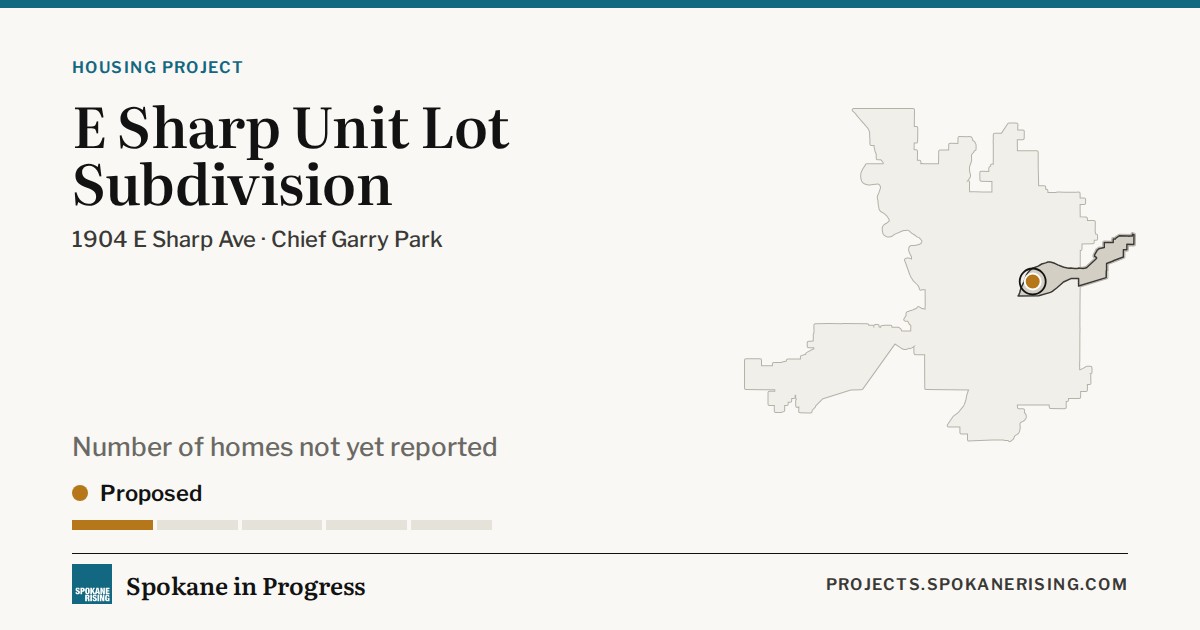 HOUSING PROJECT
E Sharp Unit Lot
Subdivision
1904 E Sharp Ave · Chief Garry Park
Number of homes not yet reported
Proposed
SPOKANE
RISING
Spokane in Progress
PROJECTS.SPOKANERISING.COM